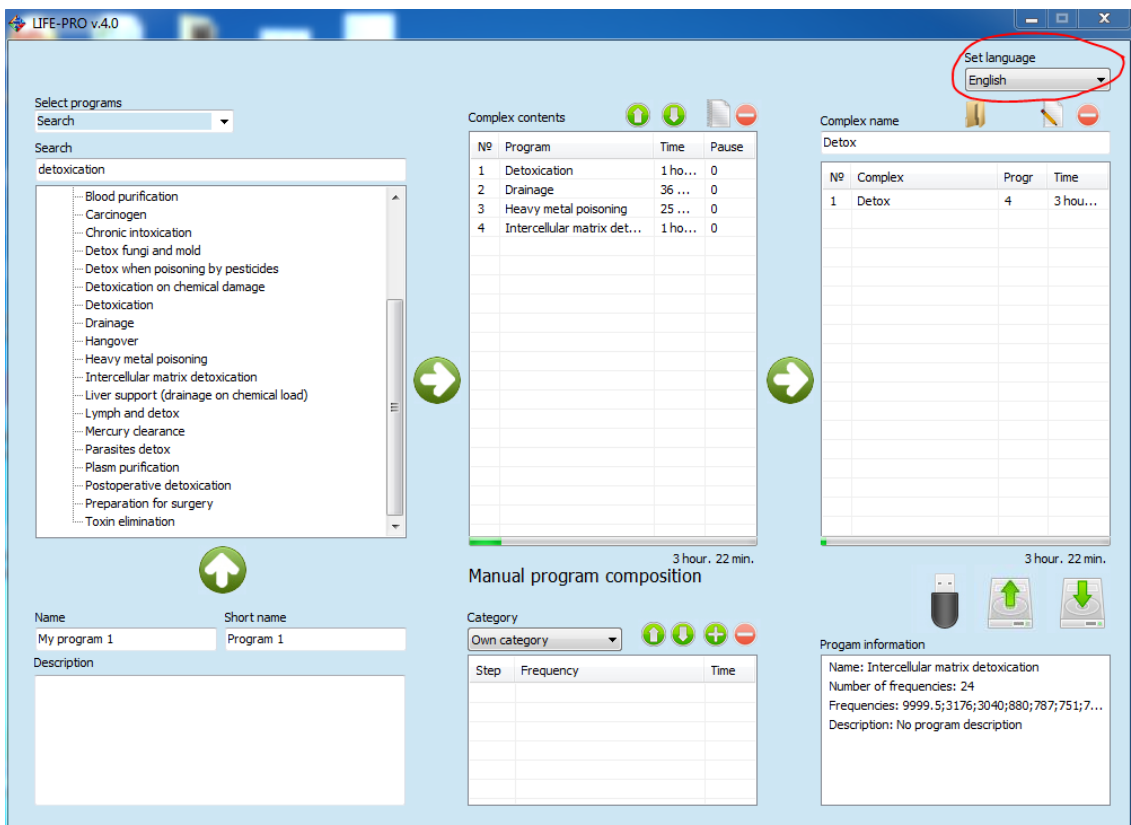 LIFE-PRO v.4.0
Set language
English
Select programs
Search
Search
detoxication
Blood purification
Carcinogen
Chronic intoxication
Detox fungi and mold
Detox when poisoning by pesticides
Detoxication on chemical damage
Detoxication
Drainage
Hangover
Heavy metal poisoning
Intercellular matrix detoxication
Liver support (drainage on chemical load)
Lymph and detox
Mercury clearance
Parasites detox
Plasm purification
Postoperative detoxication
Preparation for surgery
Toxin elimination
Complex contents
№ Program Time Pause
1 Detoxication 1 ho... 0
2 Drainage 36 ... 0
3 Heavy metal poisoning 25 ... 0
4 Intercellular matrix det... 1 ho... 0
3 hour. 22 min.
Complex name
Detox
№ Complex Progr Time
1 Detox 4 3 hou...
3 hour. 22 min.
Name
My program 1
Short name
Program 1
Description
Manual program composition
Category
Own category
Step Frequency Time
Progam information
Name: Intercellular matrix detoxication
Number of frequencies: 24
Frequencies: 9999.5;3176;3040;880;787;751;7...
Description: No program description